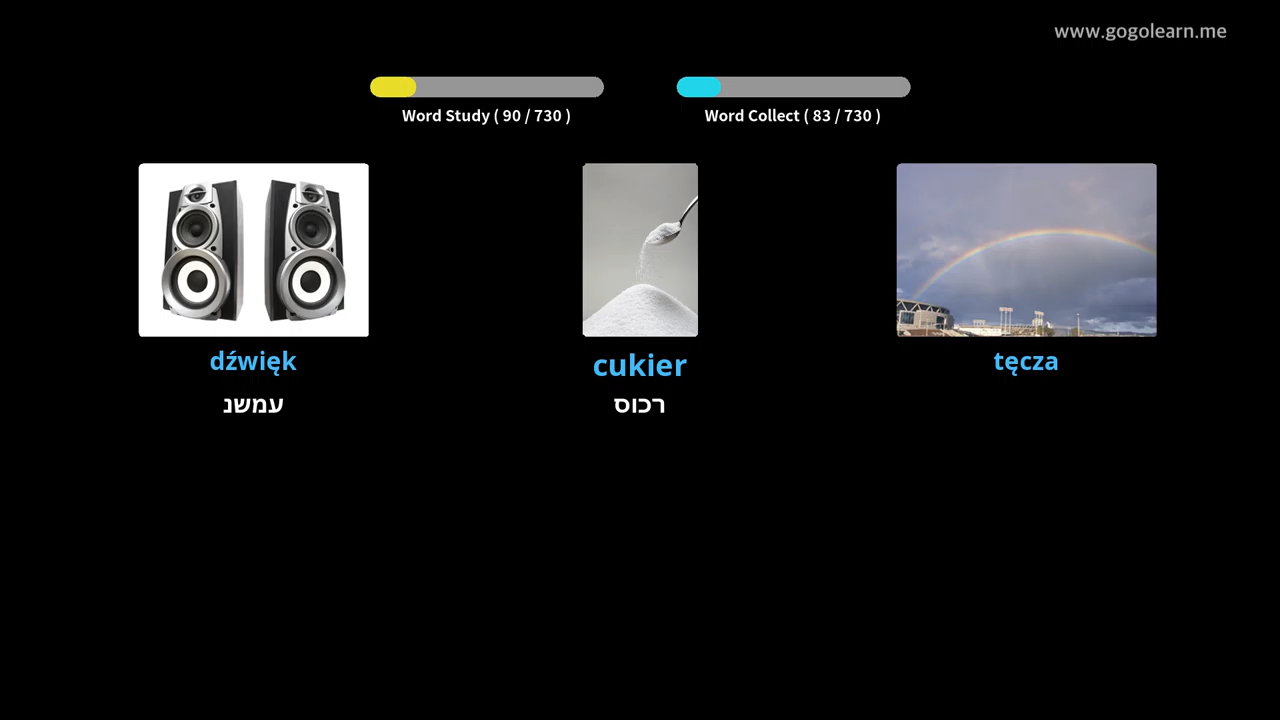 www.gogolearn.me
Word Study ( 90 / 730 )
Word Collect ( 83 / 730 )
dźwięk
cukier
tęcza
עמשנ
רכוס